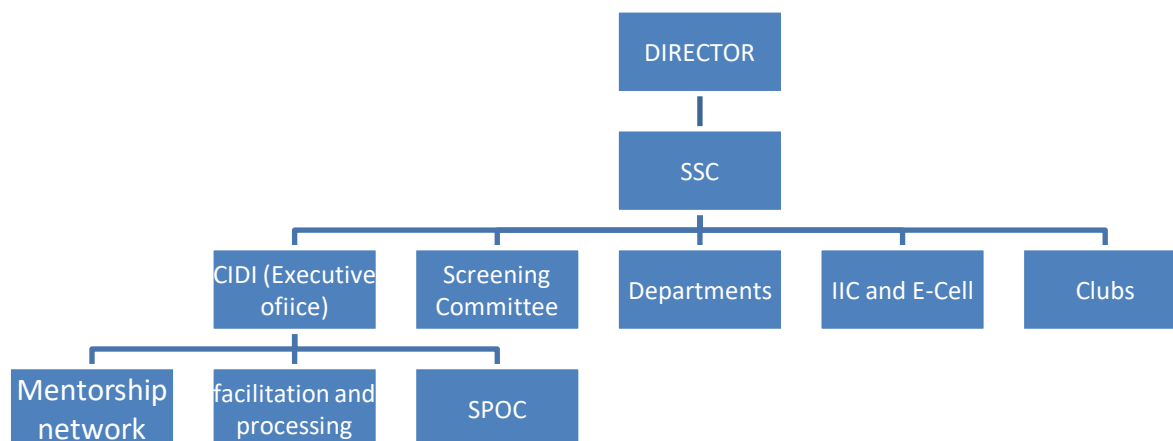 DIRECTOR
SSC
CIDI (Executive
ofiice)
Screening
Committee
Departments
IIC and E-Cell
Clubs
Mentorship
network
facilitation and
processing
SPOC